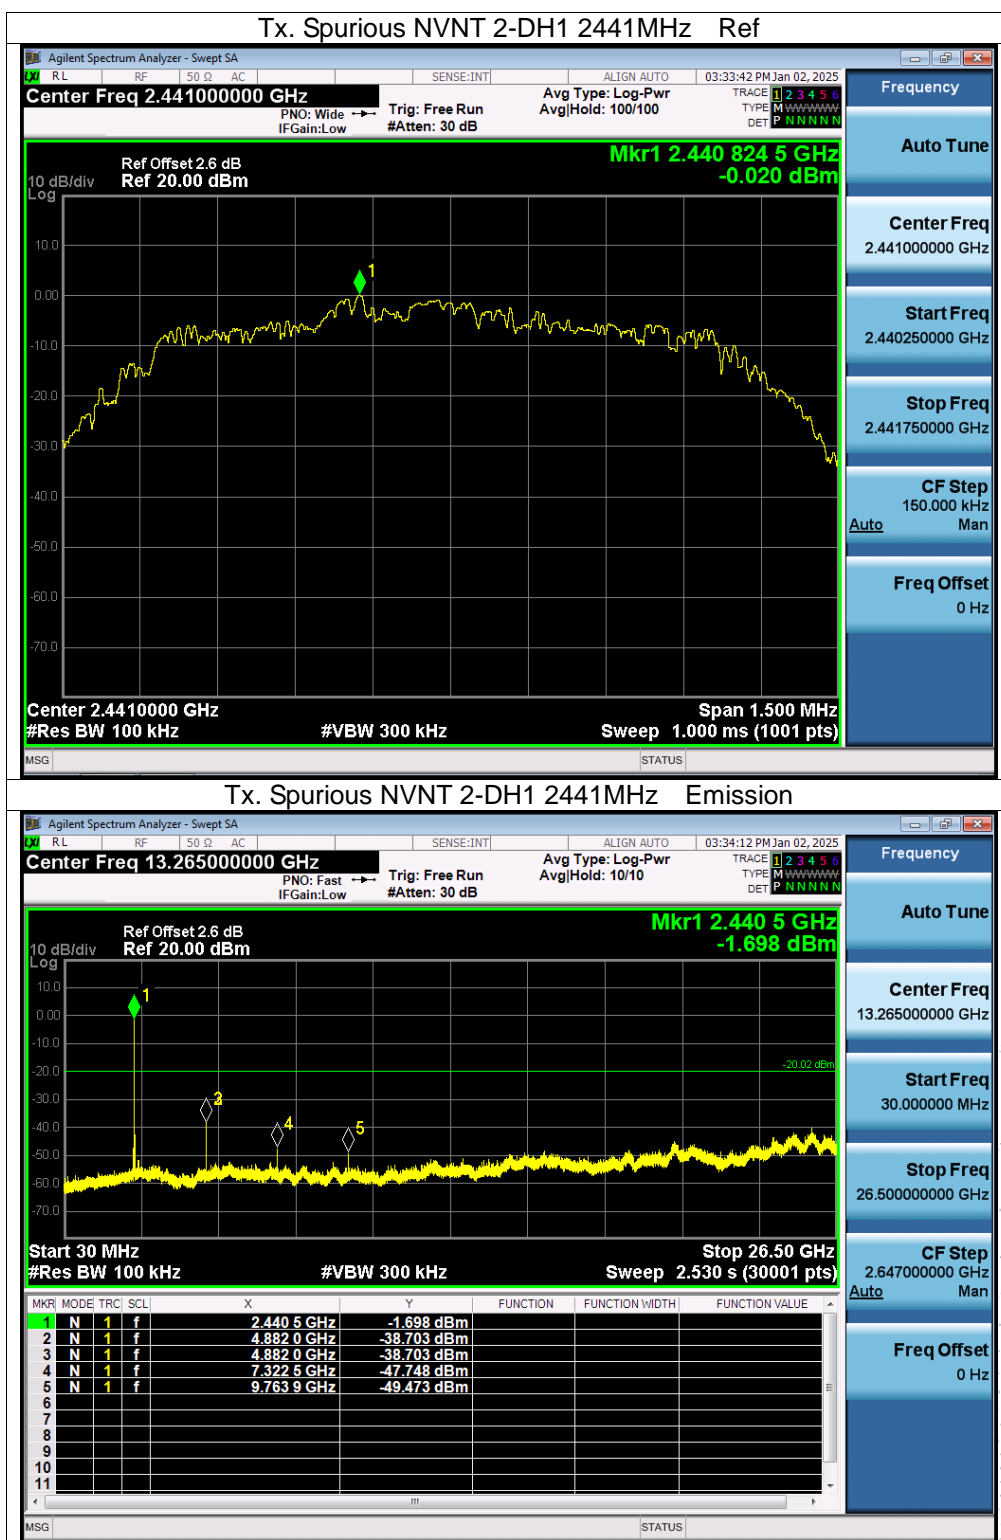 Tx. Spurious NVNT 2-DH1 2441MHz Ref
Agilent Spectrum Analyzer - Swept SA
LXI RL RF 50 Ω AC SENSE:INT ALIGN AUTO 03:33:42 PM Jan 02, 2025
Center Freq 2.441000000 GHz
PNO: Wide
IFGain:Low
Trig: Free Run
#Atten: 30 dB
Avg Type: Log-Pwr
Avg|Hold: 100/100
TRACE 1 2 3 4 5 6
TYPE M WWWWW
DET P N N N N N
Mkr1 2.440 824 5 GHz
-0.020 dBm
Ref Offset 2.6 dB
10 dB/div Ref 20.00 dBm
Log
10.0
0.00
-10.0
-20.0
-30.0
-40.0
-50.0
-60.0
-70.0
1
Center 2.4410000 GHz Span 1.500 MHz
#Res BW 100 kHz #VBW 300 kHz Sweep 1.000 ms (1001 pts)
MSG STATUS
Frequency
Auto Tune
Center Freq
2.441000000 GHz
Start Freq
2.440250000 GHz
Stop Freq
2.441750000 GHz
CF Step
150.000 kHz
Auto Man
Freq Offset
0 Hz
Tx. Spurious NVNT 2-DH1 2441MHz Emission
Agilent Spectrum Analyzer - Swept SA
LXI RL RF 50 Ω AC SENSE:INT ALIGN AUTO 03:34:12 PM Jan 02, 2025
Center Freq 13.265000000 GHz
PNO: Fast
IFGain:Low
Trig: Free Run
#Atten: 30 dB
Avg Type: Log-Pwr
Avg|Hold: 10/10
TRACE 1 2 3 4 5 6
TYPE M WWWWW
DET P N N N N N
Mkr1 2.440 5 GHz
-1.698 dBm
Ref Offset 2.6 dB
10 dB/div Ref 20.00 dBm
Log
10.0
0.00
-10.0
-20.0
-30.0
-40.0
-50.0
-60.0
-70.0
1
3
4
5
-20.02 dBm
Start 30 MHz Stop 26.50 GHz
#Res BW 100 kHz #VBW 300 kHz Sweep 2.530 s (30001 pts)
MKR MODE TRC SCL X Y FUNCTION FUNCTION WIDTH FUNCTION VALUE
1 N 1 f 2.440 5 GHz -1.698 dBm
2 N 1 f 4.882 0 GHz -38.703 dBm
3 N 1 f 4.882 0 GHz -38.703 dBm
4 N 1 f 7.322 5 GHz -47.748 dBm
5 N 1 f 9.763 9 GHz -49.473 dBm
6
7
8
9
10
11
MSG STATUS
Frequency
Auto Tune
Center Freq
13.265000000 GHz
Start Freq
30.000000 MHz
Stop Freq
26.500000000 GHz
CF Step
2.647000000 GHz
Auto Man
Freq Offset
0 Hz